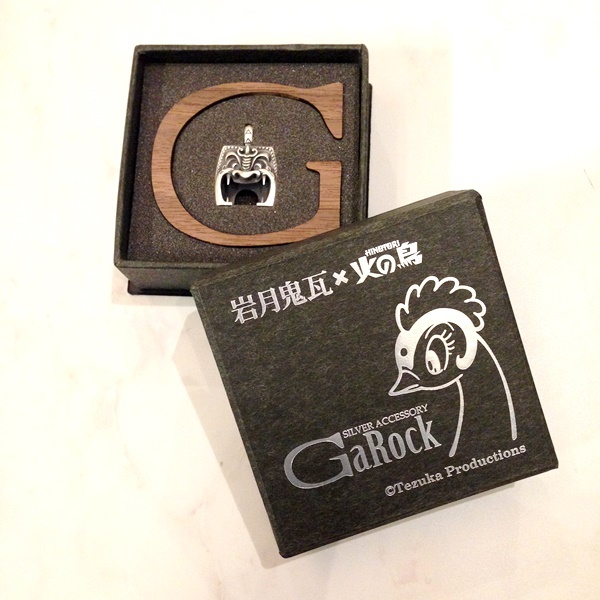 G
HINOTORI
岩月鬼瓦×火の鳥
SILVER ACCESSORY
GaRock
©Tezuka Productions